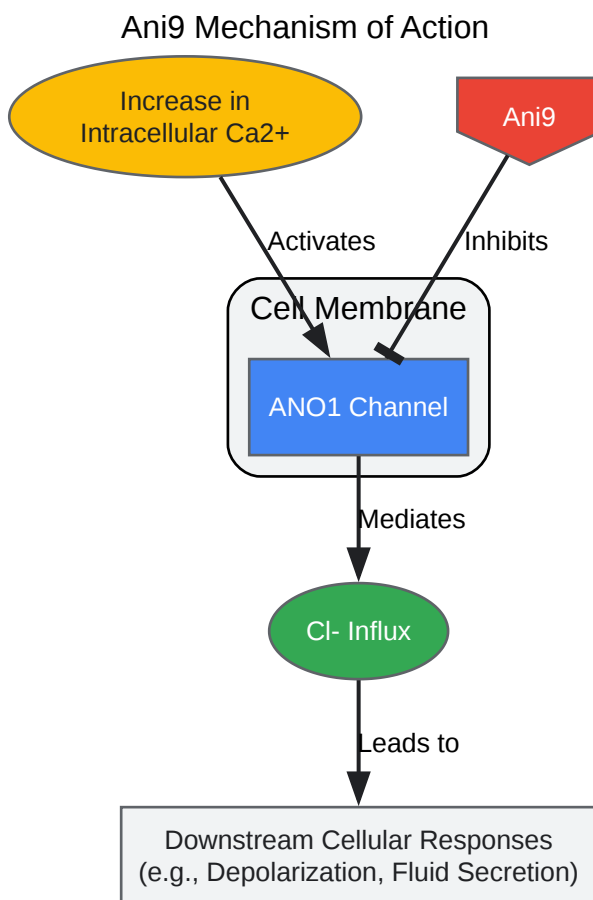 Ani9 Mechanism of Action
Increase in
Intracellular Ca2+
Ani9
Activates
Inhibits
Cell Membrane
ANO1 Channel
Mediates
Cl- Influx
Leads to
Downstream Cellular Responses
(e.g., Depolarization, Fluid Secretion)